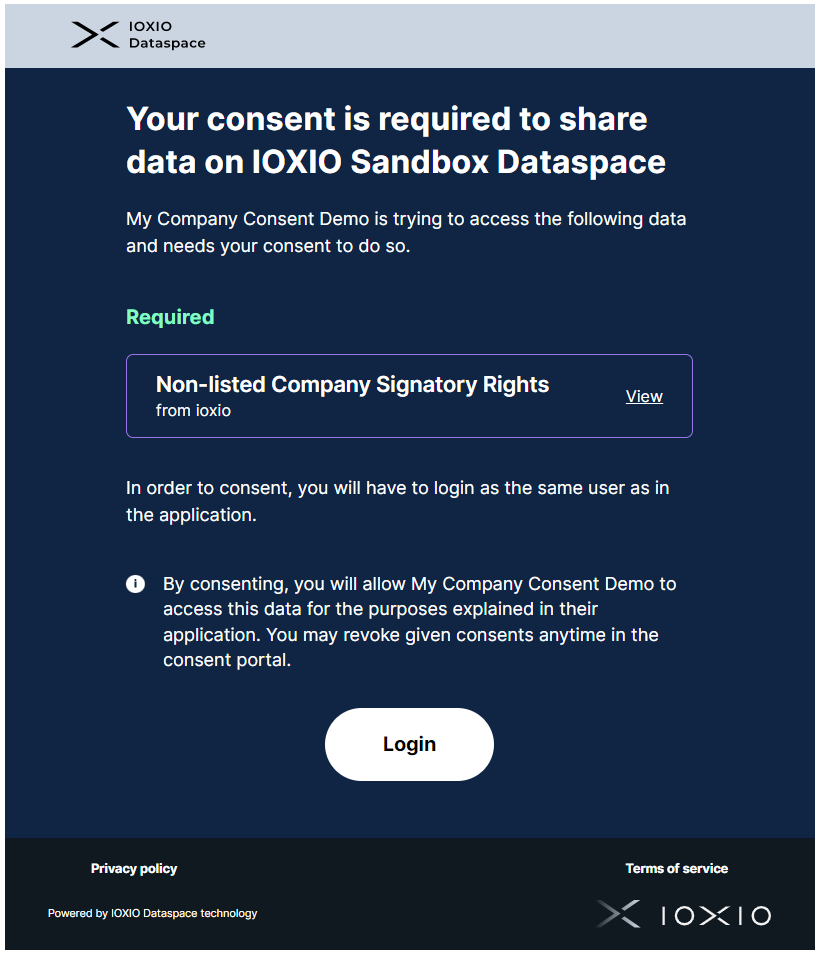 IOXIO
Dataspace
Your consent is required to share
data on IOXIO Sandbox Dataspace
My Company Consent Demo is trying to access the following data
and needs your consent to do so.
Required
Non-listed Company Signatory Rights
from ioxio
View
In order to consent, you will have to login as the same user as in
the application.
By consenting, you will allow My Company Consent Demo to
access this data for the purposes explained in their
application. You may revoke given consents anytime in the
consent portal.
Login
Privacy policy
Terms of service
Powered by IOXIO Dataspace technology
IOXIO